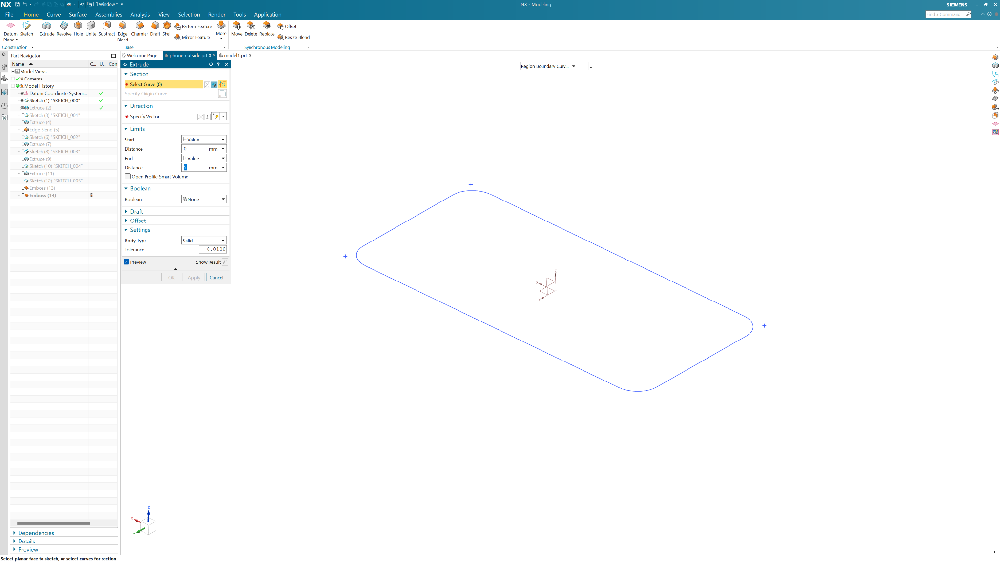 NX Window NX - Modeling SIEMENS
File Home Curve Surface Assemblies Analysis View Selection Render Tools Application Find a Command
Datum Plane Sketch Extrude Revolve Hole Unite Subtract Edge Blend Chamfer Draft Shell Pattern Feature Mirror Feature More Move Delete Replace Offset Resize Blend
Construction Base Synchronous Modeling
Part Navigator
Name C... U... Con
Model Views
Cameras
Model History
Datum Coordinate System...
Sketch (1) "SKETCH_000"
Extrude (2)
Sketch (3) "SKETCH_001"
Extrude (4)
Edge Blend (5)
Sketch (6) "SKETCH_002"
Extrude (7)
Sketch (8) "SKETCH_003"
Extrude (9)
Sketch (10) "SKETCH_004"
Extrude (11)
Sketch (12) "SKETCH_005"
Emboss (13)
Emboss (14)
Dependencies
Details
Preview
Welcome Page phone_outside.prt model1.prt
Extrude
Section
* Select Curve (0)
Specify Origin Curve
Direction
* Specify Vector
Limits
Start Value
Distance 0 mm
End Value
Distance mm
Open Profile Smart Volume
Boolean
Boolean None
Draft
Offset
Settings
Body Type Solid
Tolerance 0.0100
Preview Show Result
OK Apply Cancel
Region Boundary Curv...
Z
X
Y
Z
X
Y
Select planar face to sketch, or select curves for section